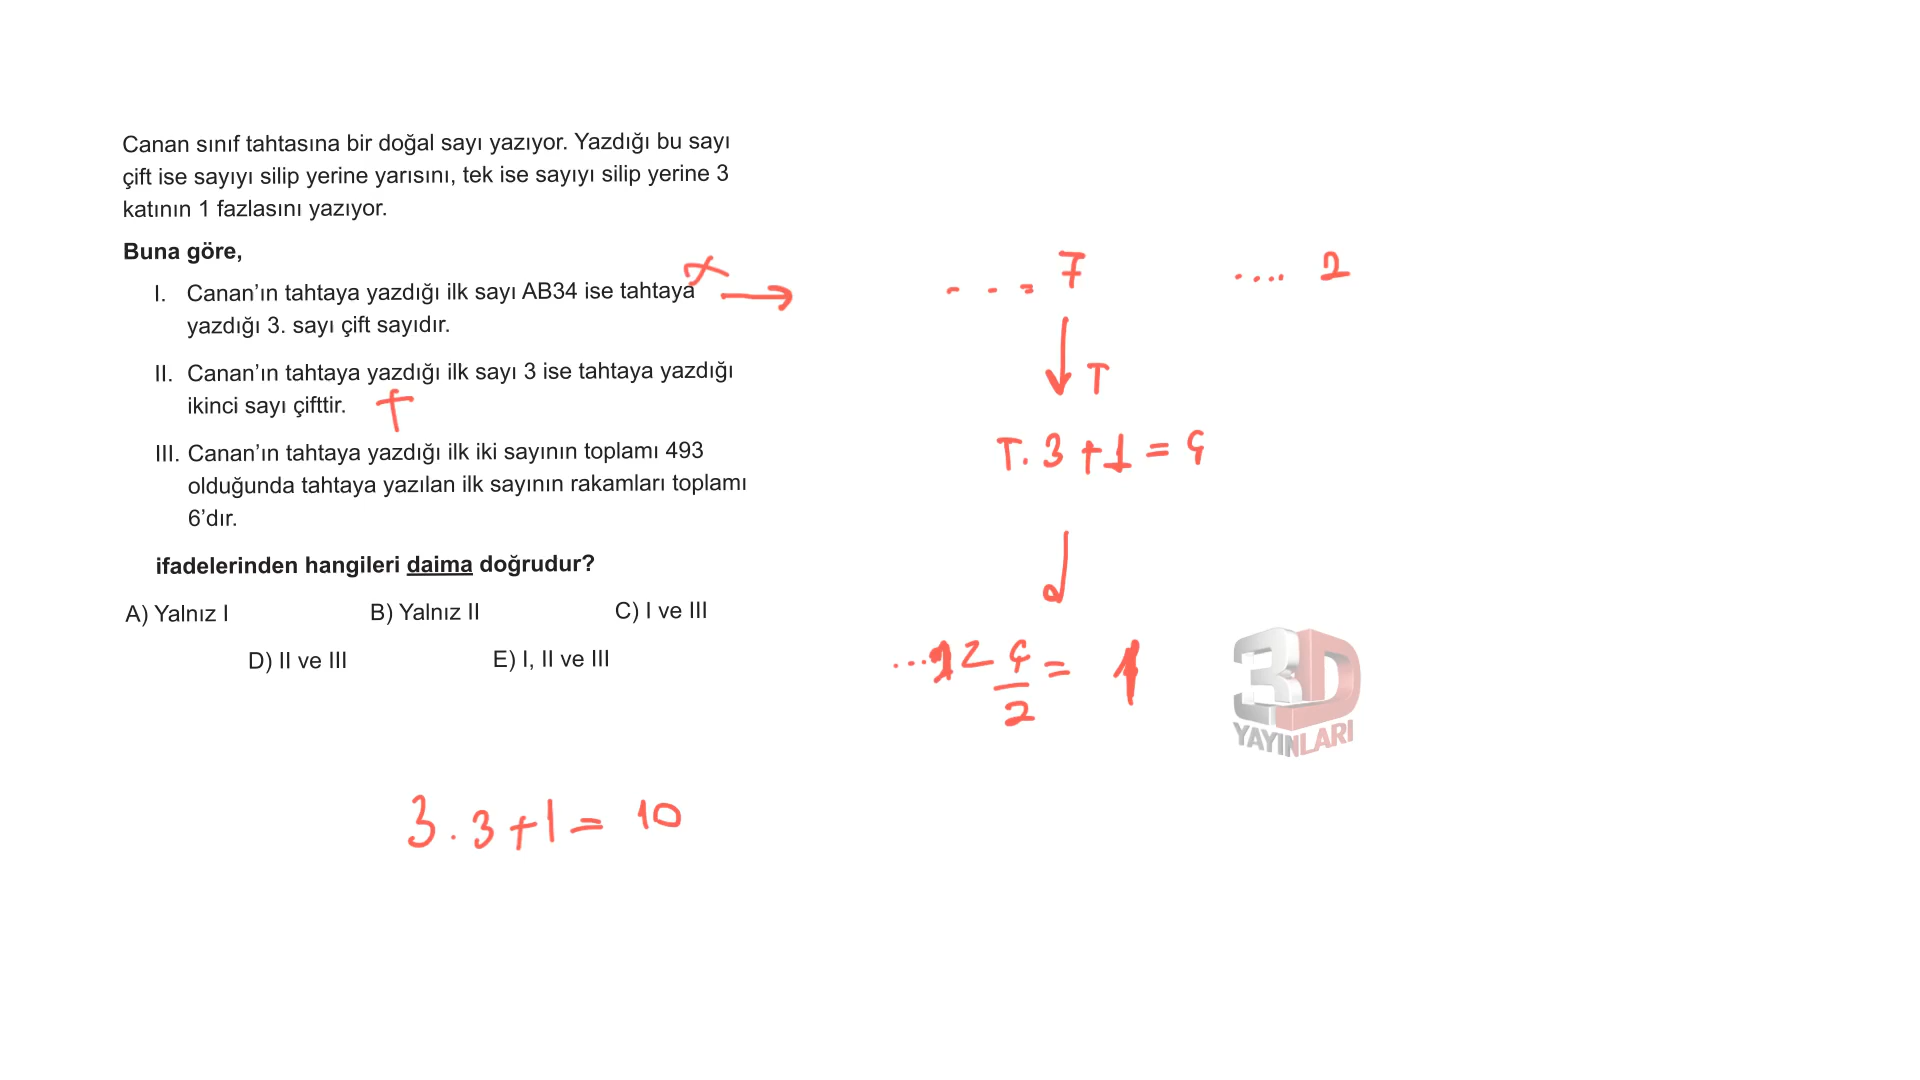 Canan sınıf tahtasına bir doğal sayı yazıyor. Yazdığı bu sayı
çift ise sayıyı silip yerine yarısını, tek ise sayıyı silip yerine 3
katının 1 fazlasını yazıyor.
Buna göre,
I. Canan’ın tahtaya yazdığı ilk sayı AB34 ise tahtaya
yazdığı 3. sayı çift sayıdır.
II. Canan’ın tahtaya yazdığı ilk sayı 3 ise tahtaya yazdığı
ikinci sayı çifttir.
III. Canan’ın tahtaya yazdığı ilk iki sayının toplamı 493
olduğunda tahtaya yazılan ilk sayının rakamları toplamı
6’dır.
ifadelerinden hangileri daima doğrudur?
A) Yalnız I
B) Yalnız II
C) I ve III
D) II ve III
E) I, II ve III
3.3+1= 10
.... 7
.... 2
T
T.3+1=ç
3D
YAYINLARI